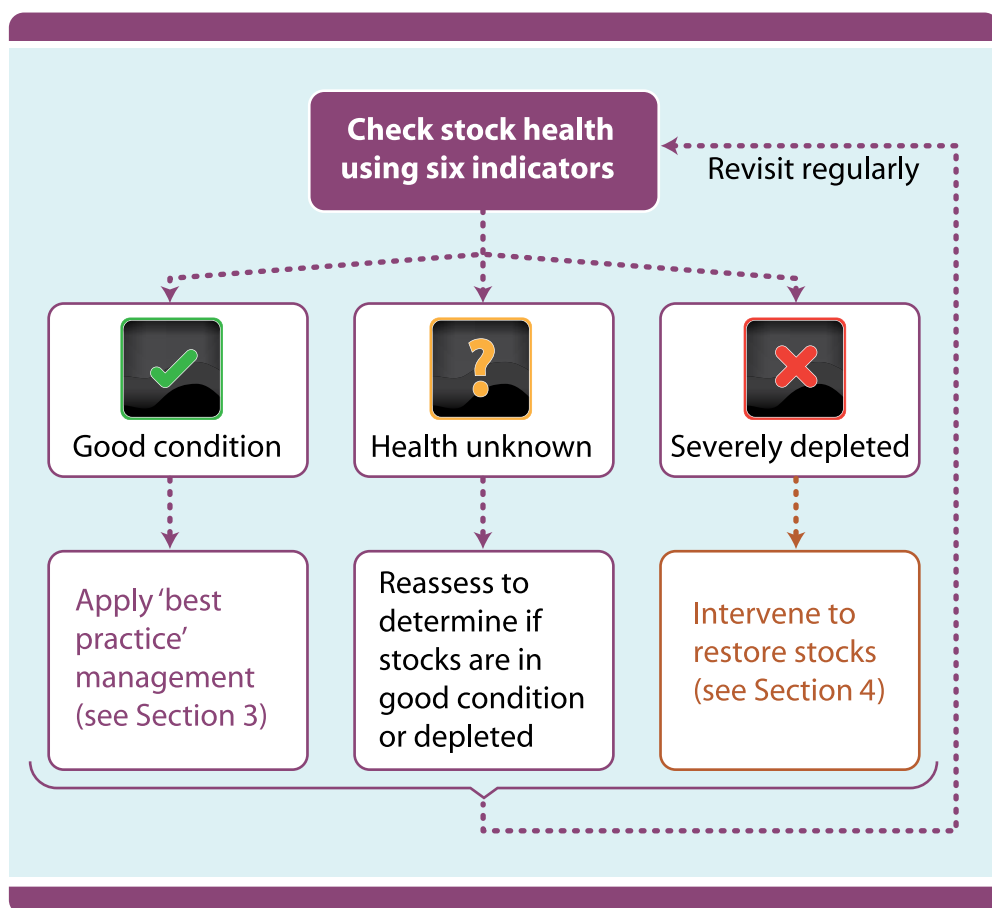 Check stock health
using six indicators
Revisit regularly
Good condition
Health unknown
Severely depleted
Apply ‘best
practice’
management
(see Section 3)
Reassess to
determine if
stocks are in
good condition
or depleted
Intervene to
restore stocks
(see Section 4)